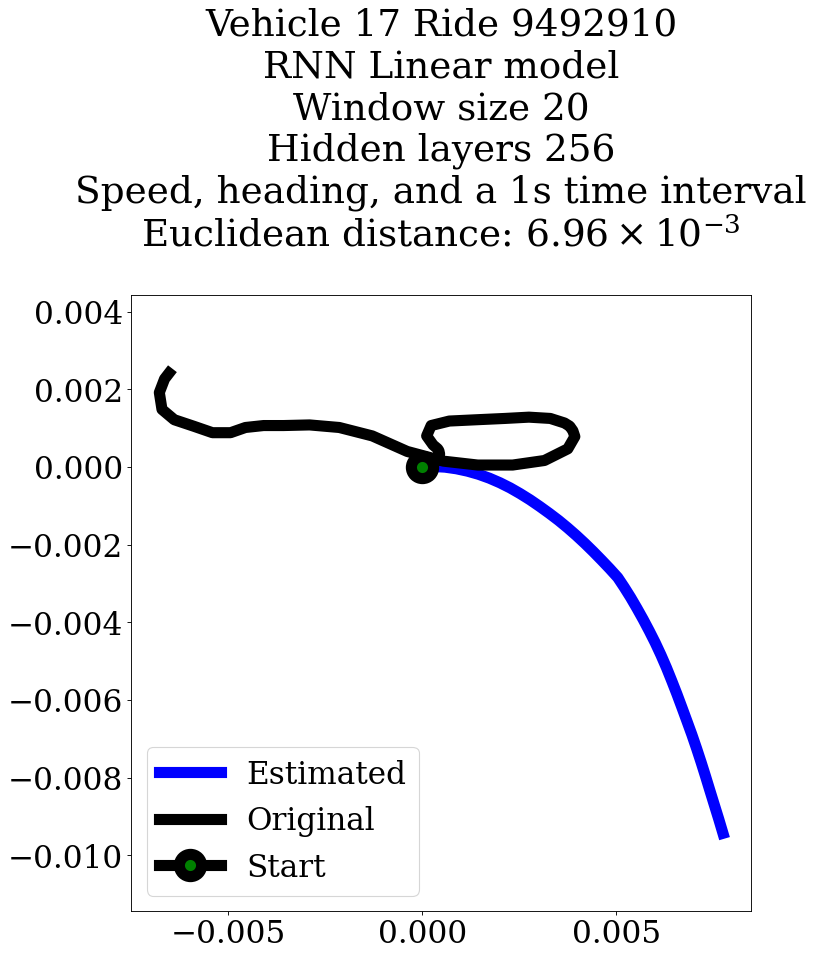 Vehicle 17 Ride 9492910
RNN Linear model
Window size 20
Hidden layers 256
Speed, heading, and a 1s time interval
Euclidean distance: 6.96 × 10⁻³
0.004
0.002
0.000
−0.002
−0.004
−0.006
−0.008
−0.010
Estimated
Original
Start
−0.005
0.000
0.005